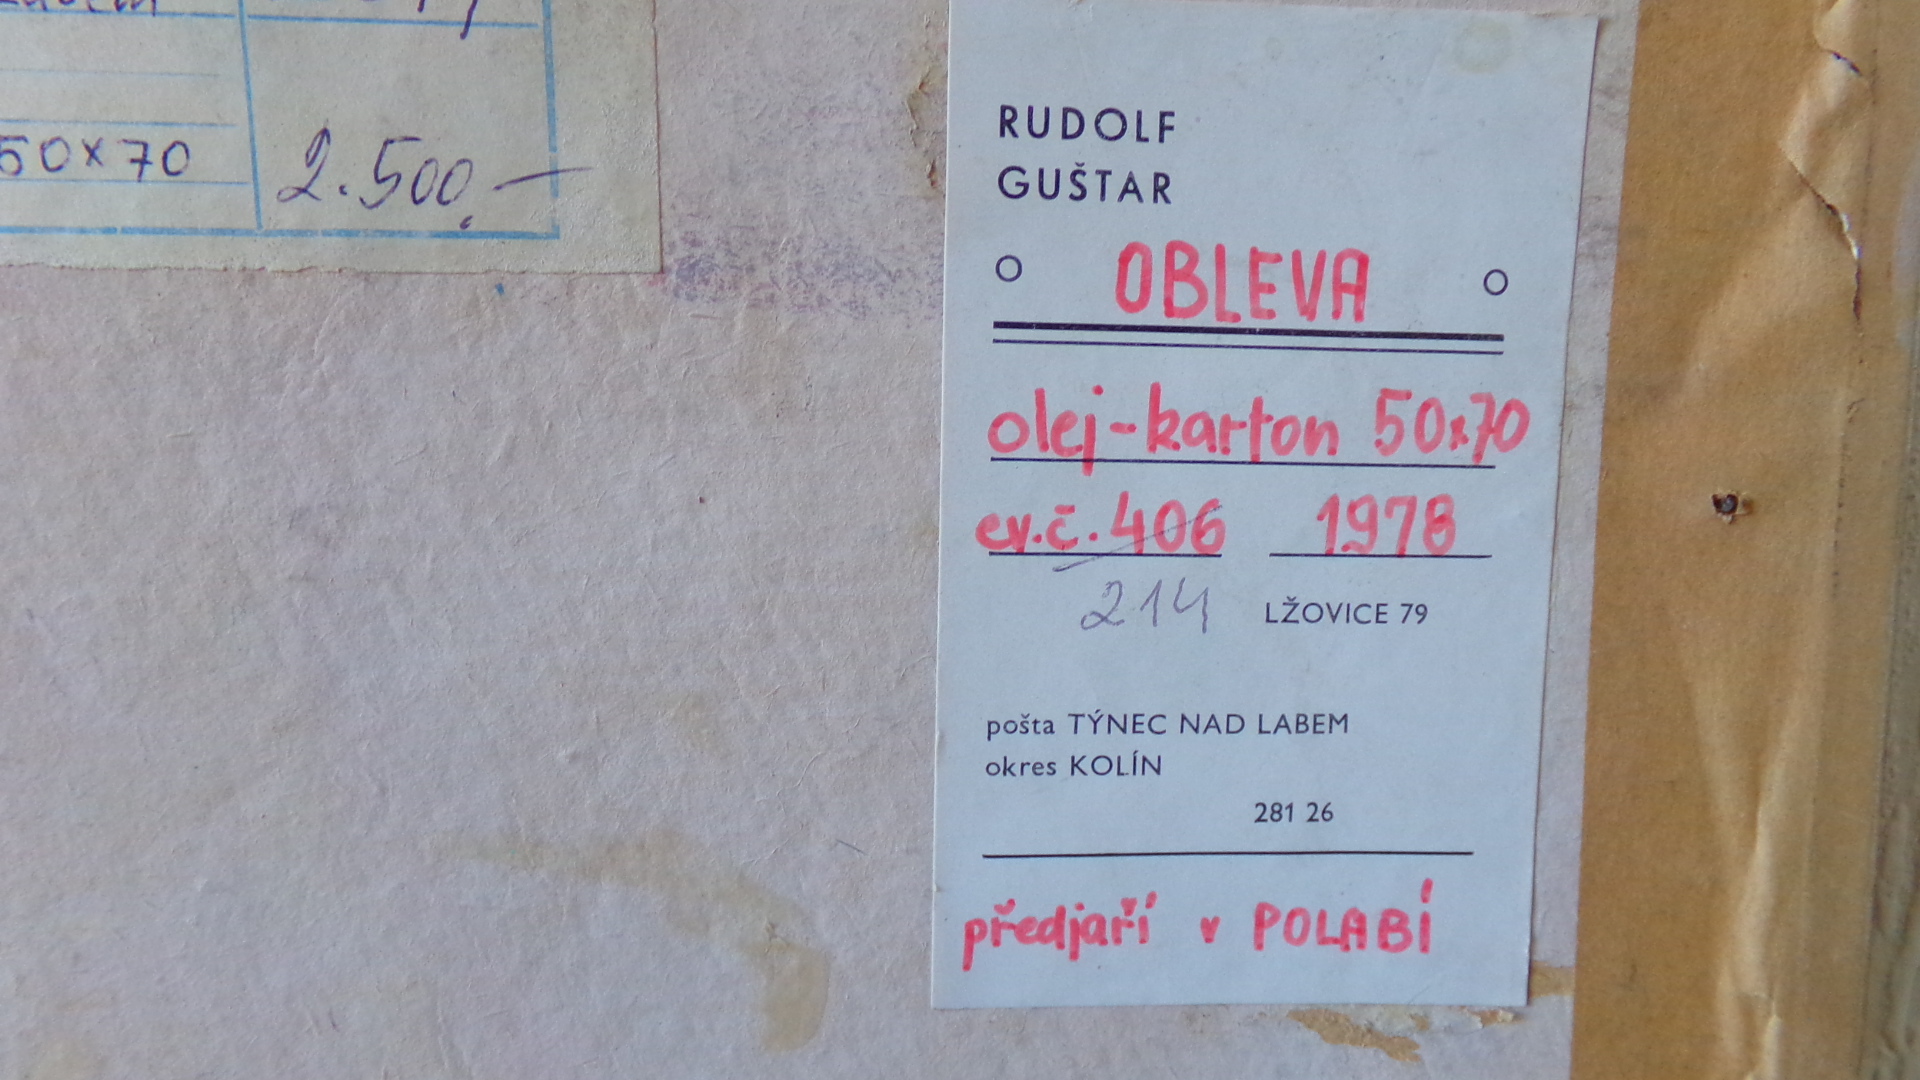 50x70
2.500,—
RUDOLF
GUŠTAR
OBLEVA
olej-karton 50x70
ev.č.406 1978
214 LŽOVICE 79
pošta TÝNEC NAD LABEM
okres KOLÍN
281 26
předjaří v POLABÍ